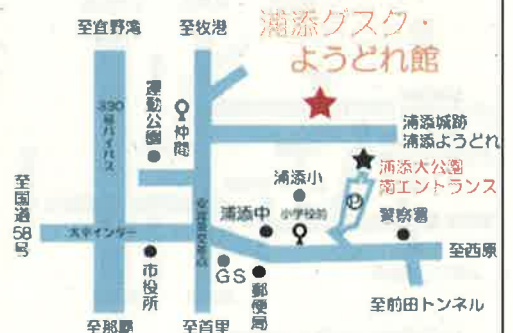 浦添グスク・
ようどれ館
至宜野湾
至牧港
運動公園
仲間
330号バイパス
浦添城跡
浦添ようどれ
浦添大公園
南エントランス
浦添小
P
至国道58号
浦添中
小学校前
警察署
大平インター
至西原
市役所
GS
郵便局
至前田トンネル
至那覇
至首里